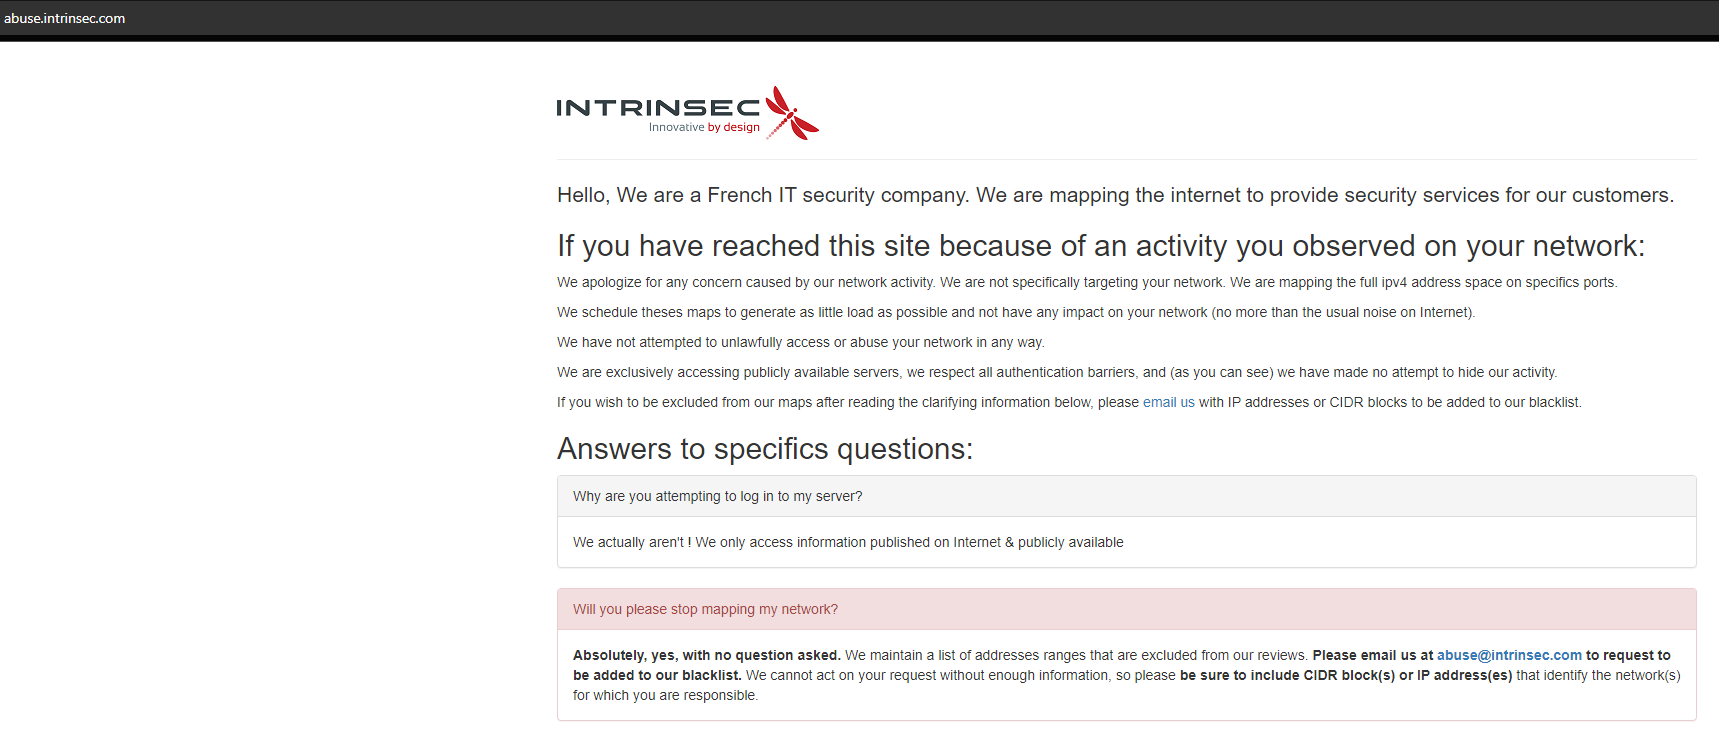 abuse.intrinsec.com
INTRINSEC
Innovative by design
Hello, We are a French IT security company. We are mapping the internet to provide security services for our customers.
If you have reached this site because of an activity you observed on your network:
We apologize for any concern caused by our network activity. We are not specifically targeting your network. We are mapping the full ipv4 address space on specifics ports.
We schedule theses maps to generate as little load as possible and not have any impact on your network (no more than the usual noise on Internet).
We have not attempted to unlawfully access or abuse your network in any way.
We are exclusively accessing publicly available servers, we respect all authentication barriers, and (as you can see) we have made no attempt to hide our activity.
If you wish to be excluded from our maps after reading the clarifying information below, please email us with IP addresses or CIDR blocks to be added to our blacklist.
Answers to specifics questions:
Why are you attempting to log in to my server?
We actually aren't ! We only access information published on Internet & publicly available
Will you please stop mapping my network?
Absolutely, yes, with no question asked. We maintain a list of addresses ranges that are excluded from our reviews. Please email us at abuse@intrinsec.com to request to
be added to our blacklist. We cannot act on your request without enough information, so please be sure to include CIDR block(s) or IP address(es) that identify the network(s)
for which you are responsible.